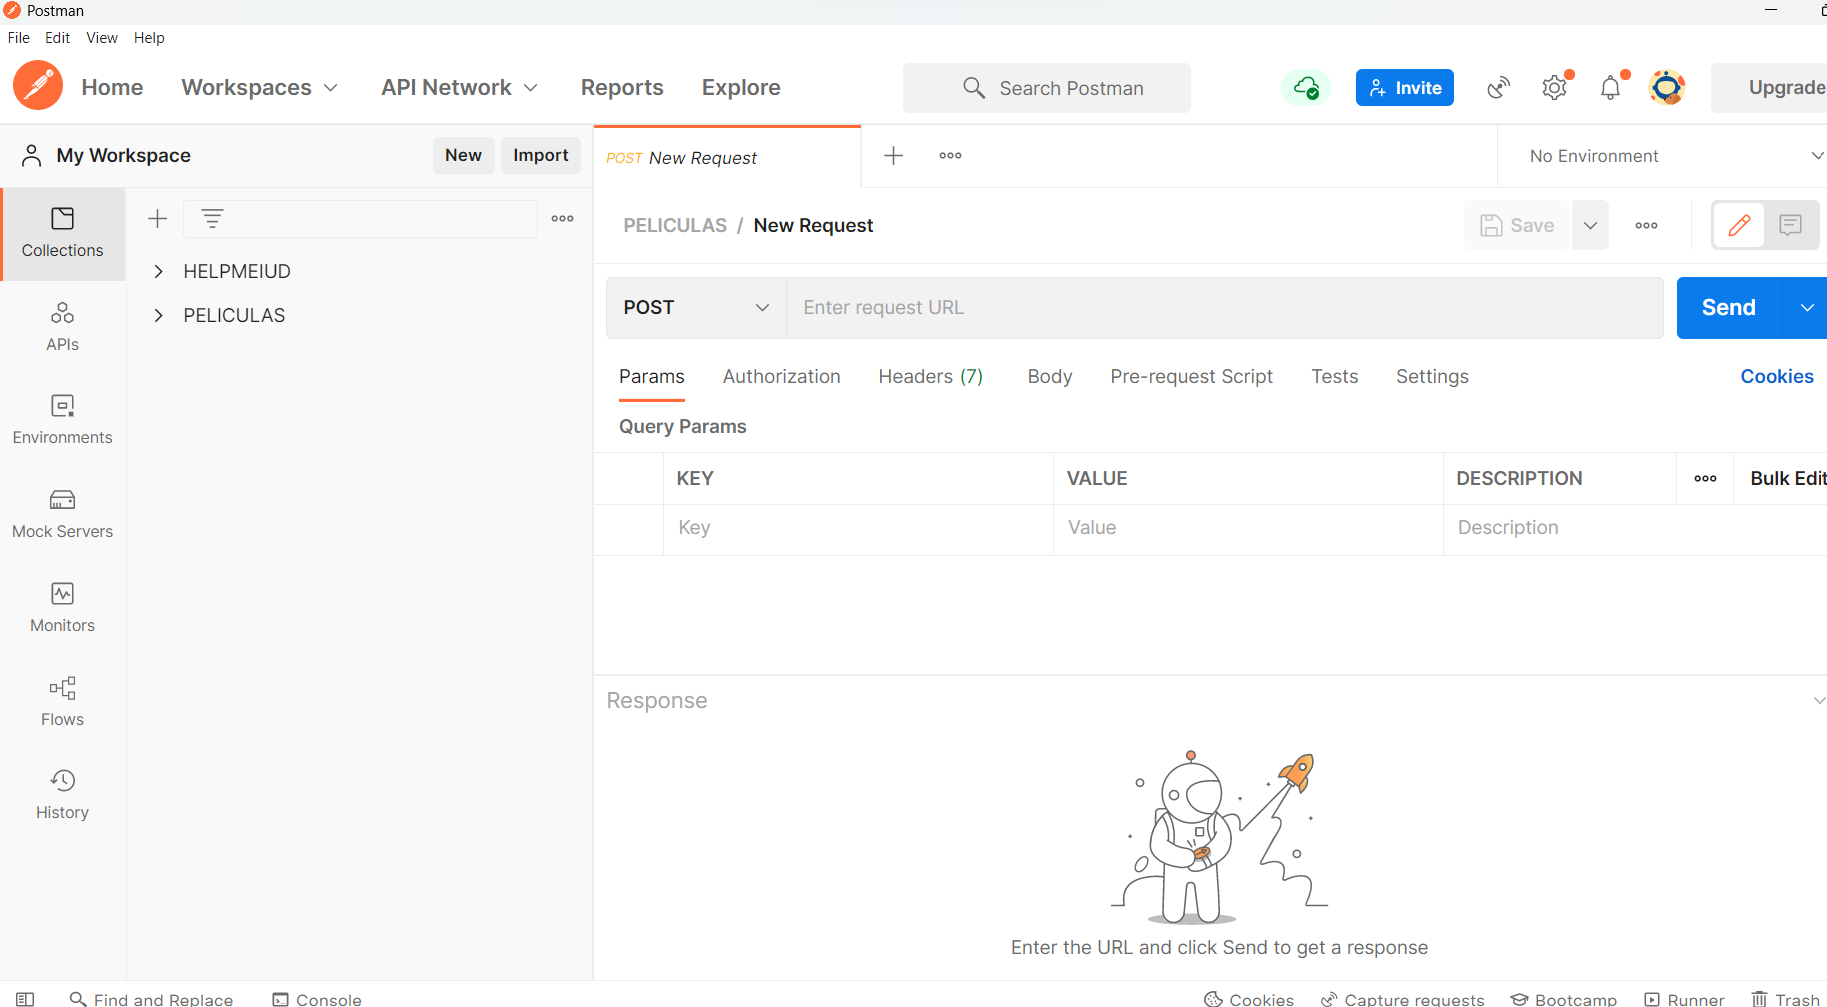 Postman
File Edit View Help
Home Workspaces API Network Reports Explore Search Postman Invite Upgrade
My Workspace New Import POST New Request No Environment
Collections
APIs
Environments
Mock Servers
Monitors
Flows
History
HELPMEIUD
PELICULAS
PELICULAS / New Request Save
POST Enter request URL Send
Params Authorization Headers (7) Body Pre-request Script Tests Settings Cookies
Query Params
KEY VALUE DESCRIPTION Bulk Edit
Key Value Description
Response
Enter the URL and click Send to get a response
Find and Replace Console Cookies Capture requests Bootcamp Runner Trash